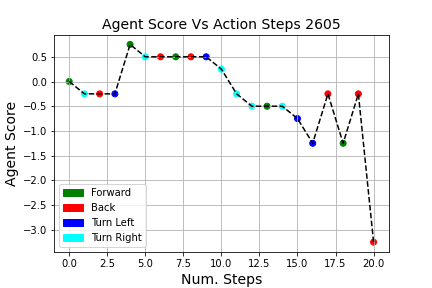 Agent Score Vs Action Steps 2605
Agent Score
0.5
0.0
−0.5
−1.0
−1.5
−2.0
−2.5
−3.0
Forward
Back
Turn Left
Turn Right
0.0 2.5 5.0 7.5 10.0 12.5 15.0 17.5 20.0
Num. Steps